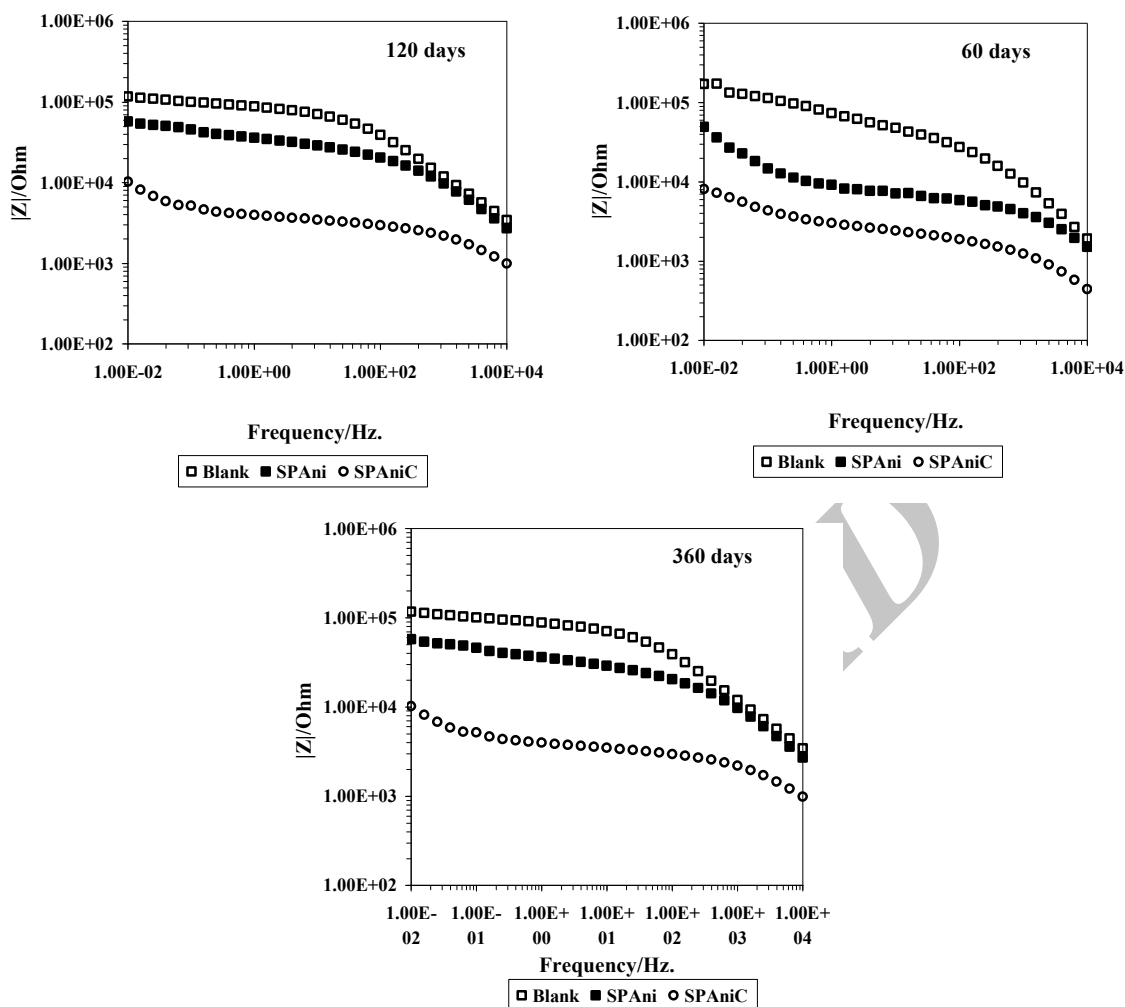 120 days
|Z|/Ohm
1.00E+06
1.00E+05
1.00E+04
1.00E+03
1.00E+02
1.00E-02 1.00E+00 1.00E+02 1.00E+04
Frequency/Hz.
Blank SPAni SPAniC
60 days
|Z|/Ohm
1.00E+06
1.00E+05
1.00E+04
1.00E+03
1.00E+02
1.00E-02 1.00E+00 1.00E+02 1.00E+04
Frequency/Hz.
Blank SPAni SPAniC
360 days
|Z|/Ohm
1.00E+06
1.00E+05
1.00E+04
1.00E+03
1.00E+02
1.00E- 1.00E- 1.00E+ 1.00E+ 1.00E+ 1.00E+ 1.00E+
02 01 00 01 02 03 04
Frequency/Hz.
Blank SPAni SPAniC
D